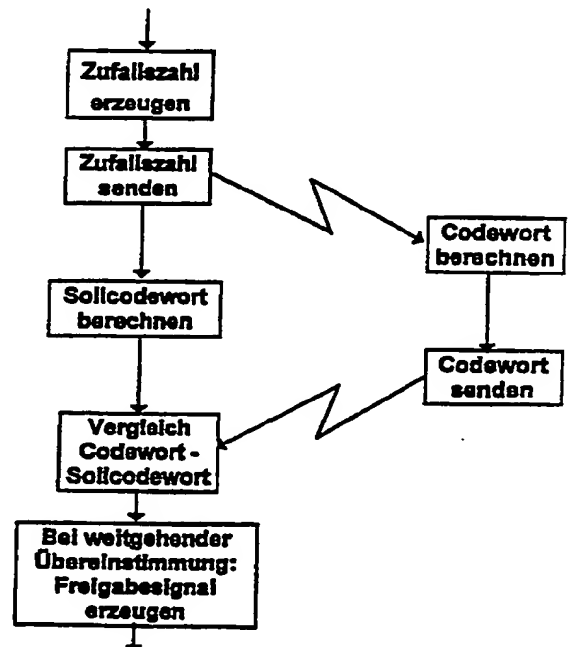 Zufallszahl
erzeugen
Zufallszahl
senden
Codewort
berechnen
Sollcodewort
berechnen
Codewort
senden
Vergleich
Codewort -
Sollcodewort
Bei weitgehender
Übereinstimmung:
Freigabesignal
erzeugen